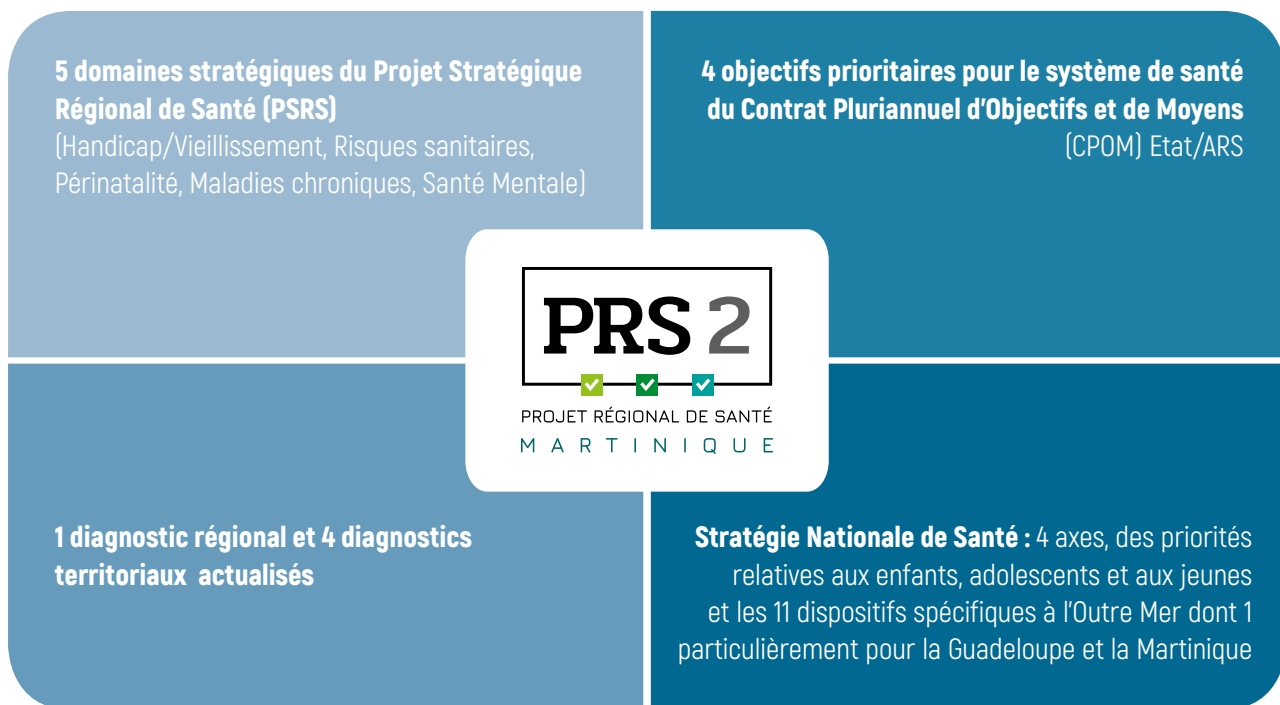 5 domaines stratégiques du Projet Stratégique
Régional de Santé (PSRS)
(Handicap/Vieillissement, Risques sanitaires,
Périnatalité, Maladies chroniques, Santé Mentale)
4 objectifs prioritaires pour le système de santé
du Contrat Pluriannuel d'Objectifs et de Moyens
(CPOM) Etat/ARS
PRS 2
PROJET RÉGIONAL DE SANTÉ
MARTINIQUE
1 diagnostic régional et 4 diagnostics
territoriaux actualisés
Stratégie Nationale de Santé : 4 axes, des priorités
relatives aux enfants, adolescents et aux jeunes
et les 11 dispositifs spécifiques à l'Outre Mer dont 1
particulièrement pour la Guadeloupe et la Martinique